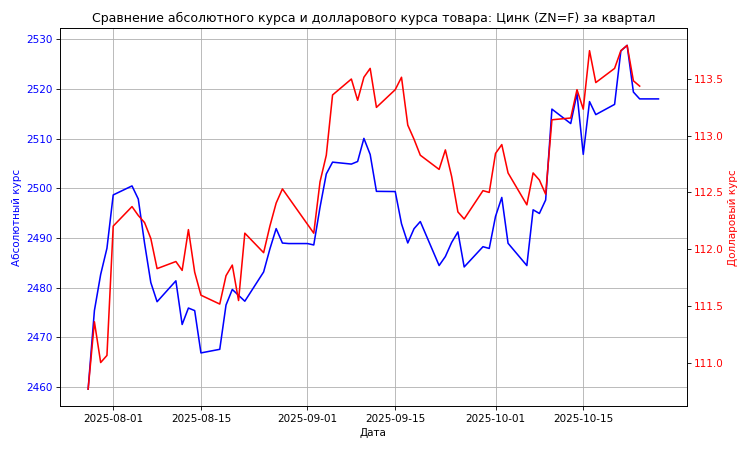 Сравнение абсолютного курса и долларового курса товара: Цинк (ZN=F) за квартал
2530
2520
2510
2500
2490
2480
2470
2460
Абсолютный курс
113.5
113.0
112.5
112.0
111.5
111.0
Долларовый курс
2025-08-01 2025-08-15 2025-09-01 2025-09-15 2025-10-01 2025-10-15
Дата